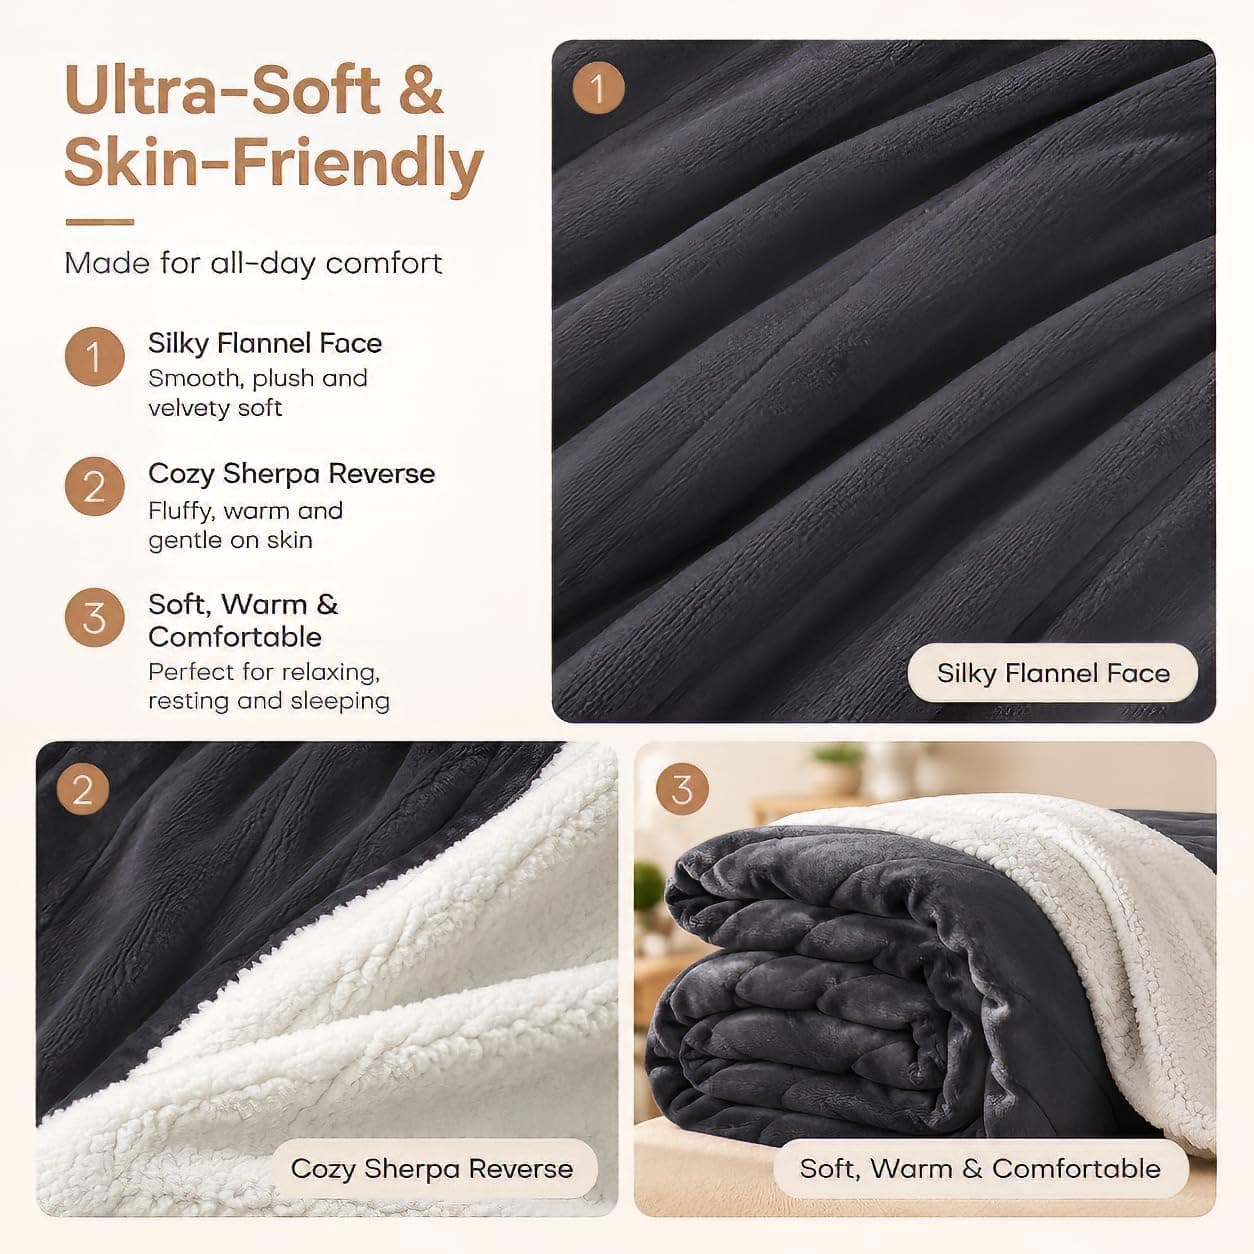 Ultra-Soft &
Skin-Friendly
Made for all-day comfort
1
Silky Flannel Face
Smooth, plush and
velvety soft
2
Cozy Sherpa Reverse
Fluffy, warm and
gentle on skin
3
Soft, Warm &
Comfortable
Perfect for relaxing,
resting and sleeping
1
Silky Flannel Face
2
Cozy Sherpa Reverse
3
Soft, Warm & Comfortable